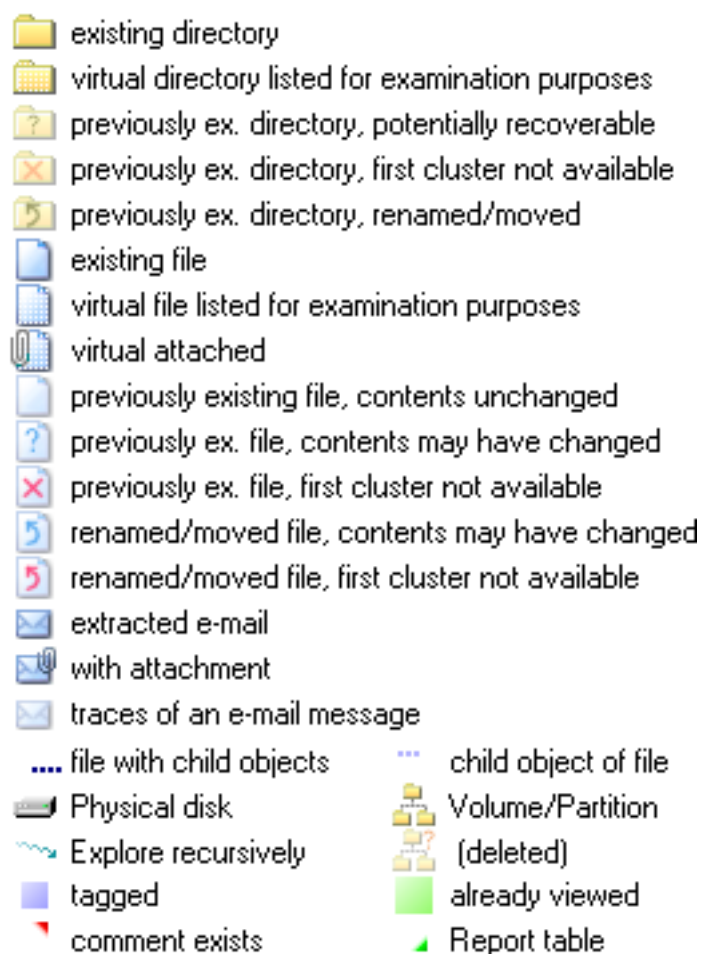 existing directory
virtual directory listed for examination purposes
previously ex. directory, potentially recoverable
previously ex. directory, first cluster not available
previously ex. directory, renamed/moved
existing file
virtual file listed for examination purposes
virtual attached
previously existing file, contents unchanged
previously ex. file, contents may have changed
previously ex. file, first cluster not available
renamed/moved file, contents may have changed
renamed/moved file, first cluster not available
extracted e-mail
with attachment
traces of an e-mail message
file with child objects child object of file
Physical disk Volume/Partition
Explore recursively (deleted)
tagged already viewed
comment exists Report table